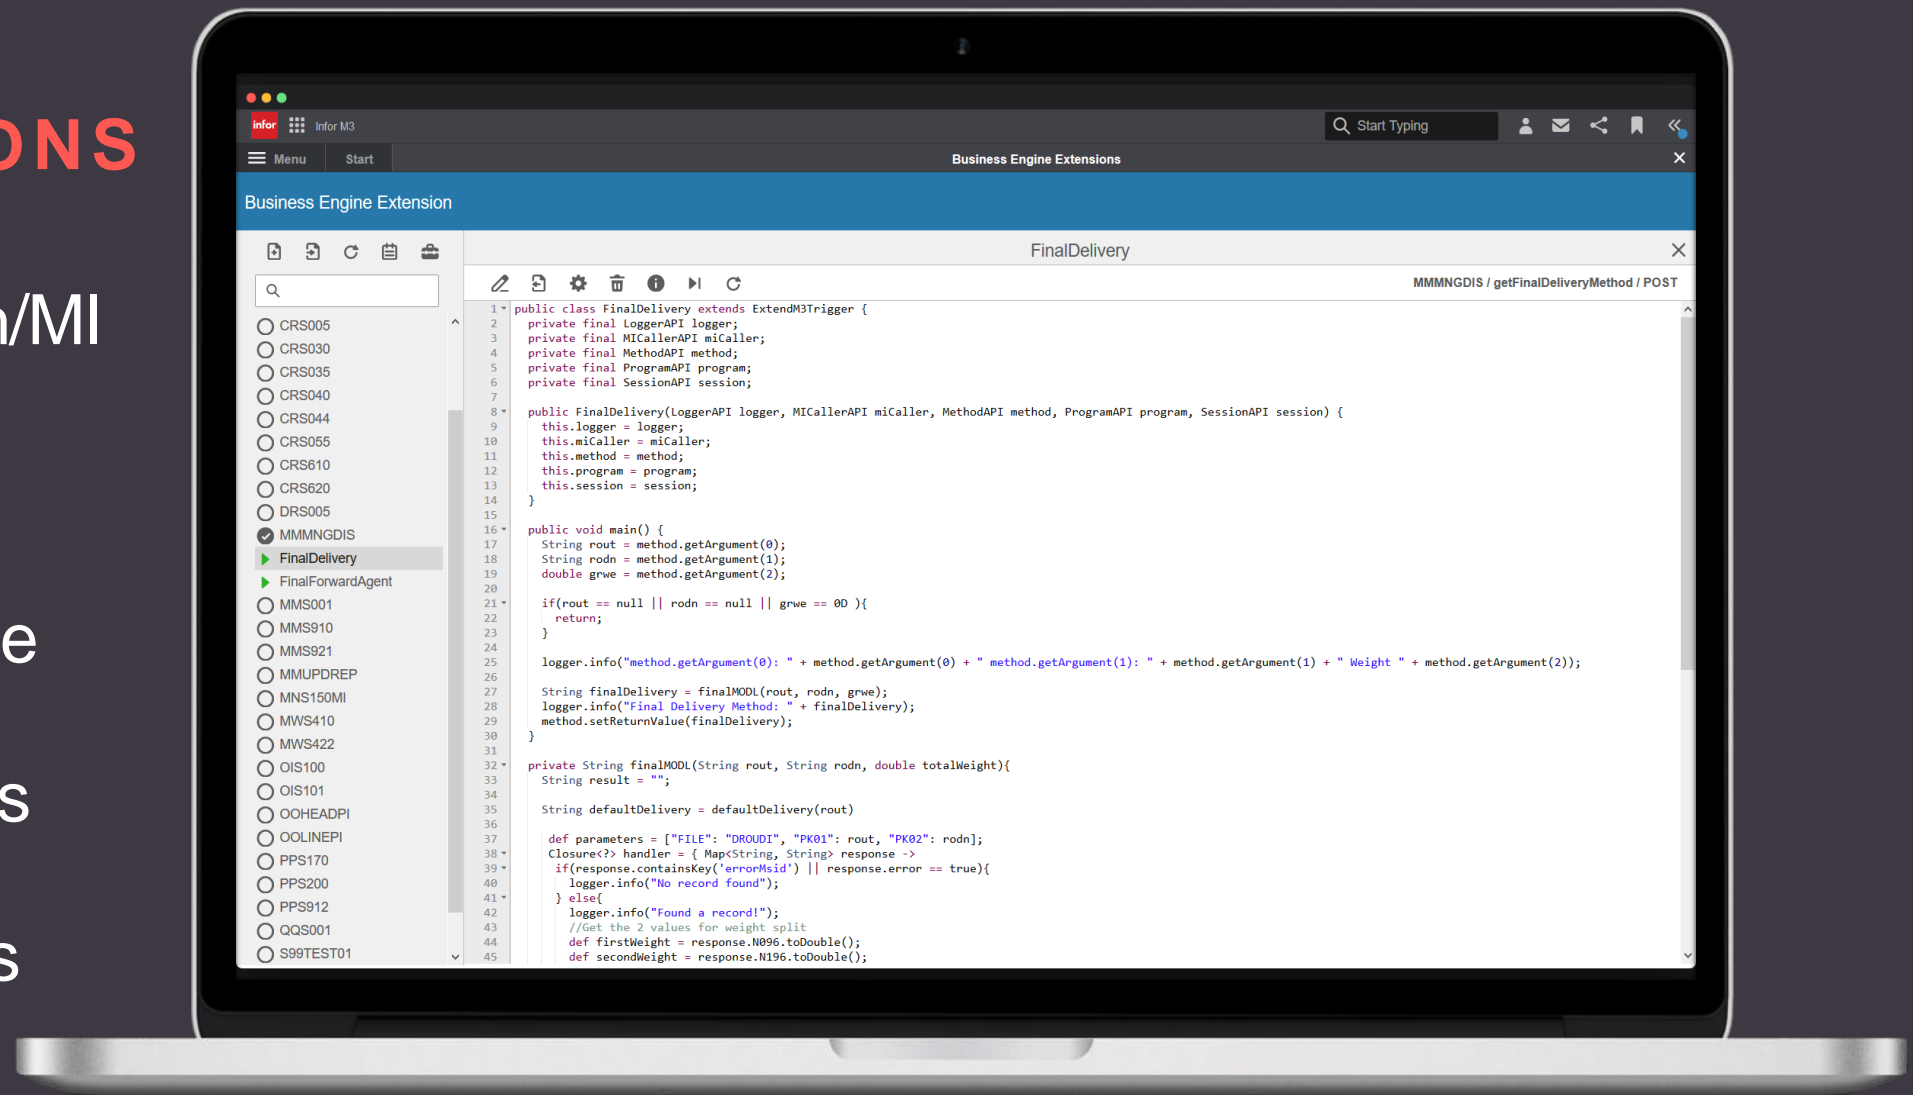 ONS
n/MI
e
s
s
infor
Infor M3
Start Typing
Menu
Start
Business Engine Extensions
Business Engine Extension
FinalDelivery
MMMNGDIS / getFinalDeliveryMethod / POST
CRS005
CRS030
CRS035
CRS040
CRS044
CRS055
CRS610
CRS620
DRS005
MMMNGDIS
FinalDelivery
FinalForwardAgent
MMS001
MMS910
MMS921
MMUPDREP
MNS150MI
MWS410
MWS422
OIS100
OIS101
OOHEADPI
OOLINEPI
PPS170
PPS200
PPS912
QQS001
S99TEST01
1 public class FinalDelivery extends ExtendM3Trigger {
2 private final LoggerAPI logger;
3 private final MICallerAPI miCaller;
4 private final MethodAPI method;
5 private final ProgramAPI program;
6 private final SessionAPI session;
7
8 public FinalDelivery(LoggerAPI logger, MICallerAPI miCaller, MethodAPI method, ProgramAPI program, SessionAPI session) {
9 this.logger = logger;
10 this.miCaller = miCaller;
11 this.method = method;
12 this.program = program;
13 this.session = session;
14 }
15
16 public void main() {
17 String rout = method.getArgument(0);
18 String rodn = method.getArgument(1);
19 double grwe = method.getArgument(2);
20
21 if(rout == null || rodn == null || grwe == 0D ){
22 return;
23 }
24
25 logger.info("method.getArgument(0): " + method.getArgument(0) + " method.getArgument(1): " + method.getArgument(1) + " Weight " + method.getArgument(2));
26
27 String finalDelivery = finalMODL(rout, rodn, grwe);
28 logger.info("Final Delivery Method: " + finalDelivery);
29 method.setReturnValue(finalDelivery);
30 }
31
32 private String finalMODL(String rout, String rodn, double totalWeight){
33 String result = "";
34
35 String defaultDelivery = defaultDelivery(rout)
36
37 def parameters = ["FILE": "DROUDI", "PK01": rout, "PK02": rodn];
38 Closure<?> handler = { Map<String, String> response ->
39 if(response.containsKey('errorMsid') || response.error == true){
40 logger.info("No record found");
41 } else{
42 logger.info("Found a record!");
43 //Get the 2 values for weight split
44 def firstWeight = response.N096.toDouble();
45 def secondWeight = response.N196.toDouble();